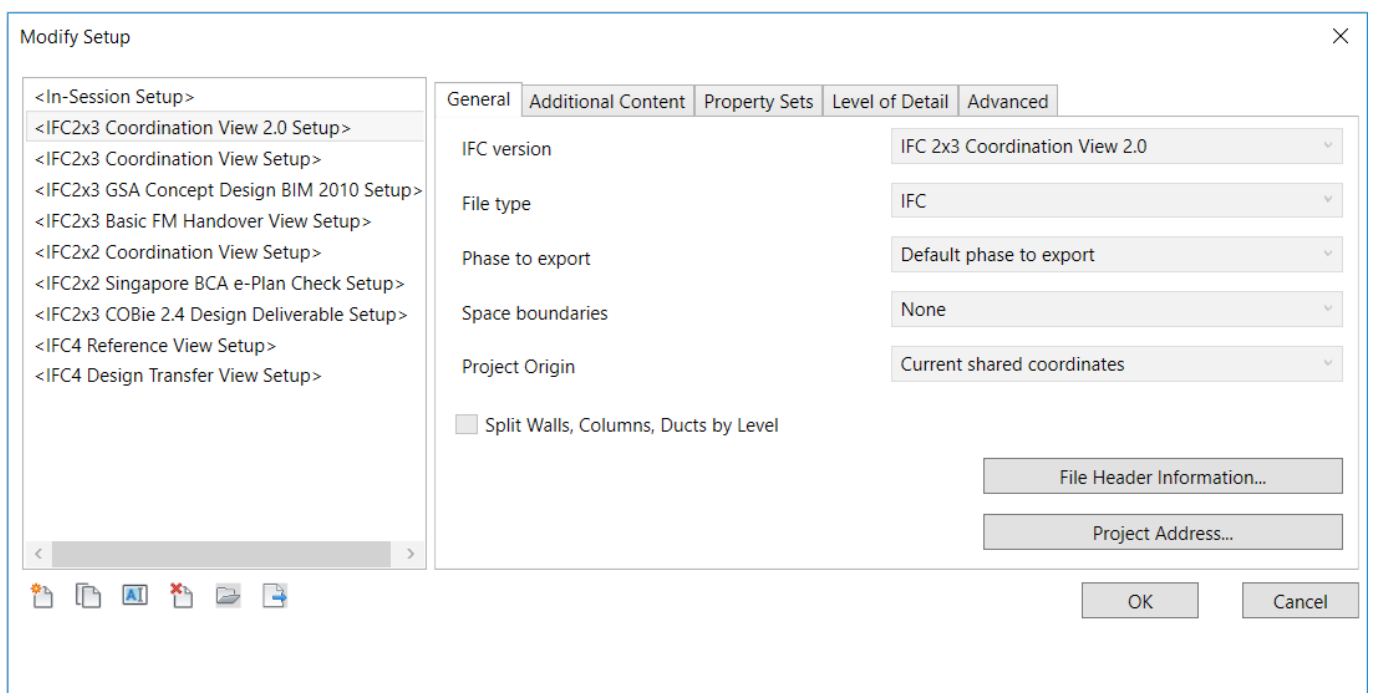 Modify Setup
<In-Session Setup>
<IFC2x3 Coordination View 2.0 Setup>
<IFC2x3 Coordination View Setup>
<IFC2x3 GSA Concept Design BIM 2010 Setup>
<IFC2x3 Basic FM Handover View Setup>
<IFC2x2 Coordination View Setup>
<IFC2x2 Singapore BCA e-Plan Check Setup>
<IFC2x3 COBie 2.4 Design Deliverable Setup>
<IFC4 Reference View Setup>
<IFC4 Design Transfer View Setup>
General Additional Content Property Sets Level of Detail Advanced
IFC version IFC 2x3 Coordination View 2.0
File type IFC
Phase to export Default phase to export
Space boundaries None
Project Origin Current shared coordinates
Split Walls, Columns, Ducts by Level
File Header Information...
Project Address...
OK Cancel